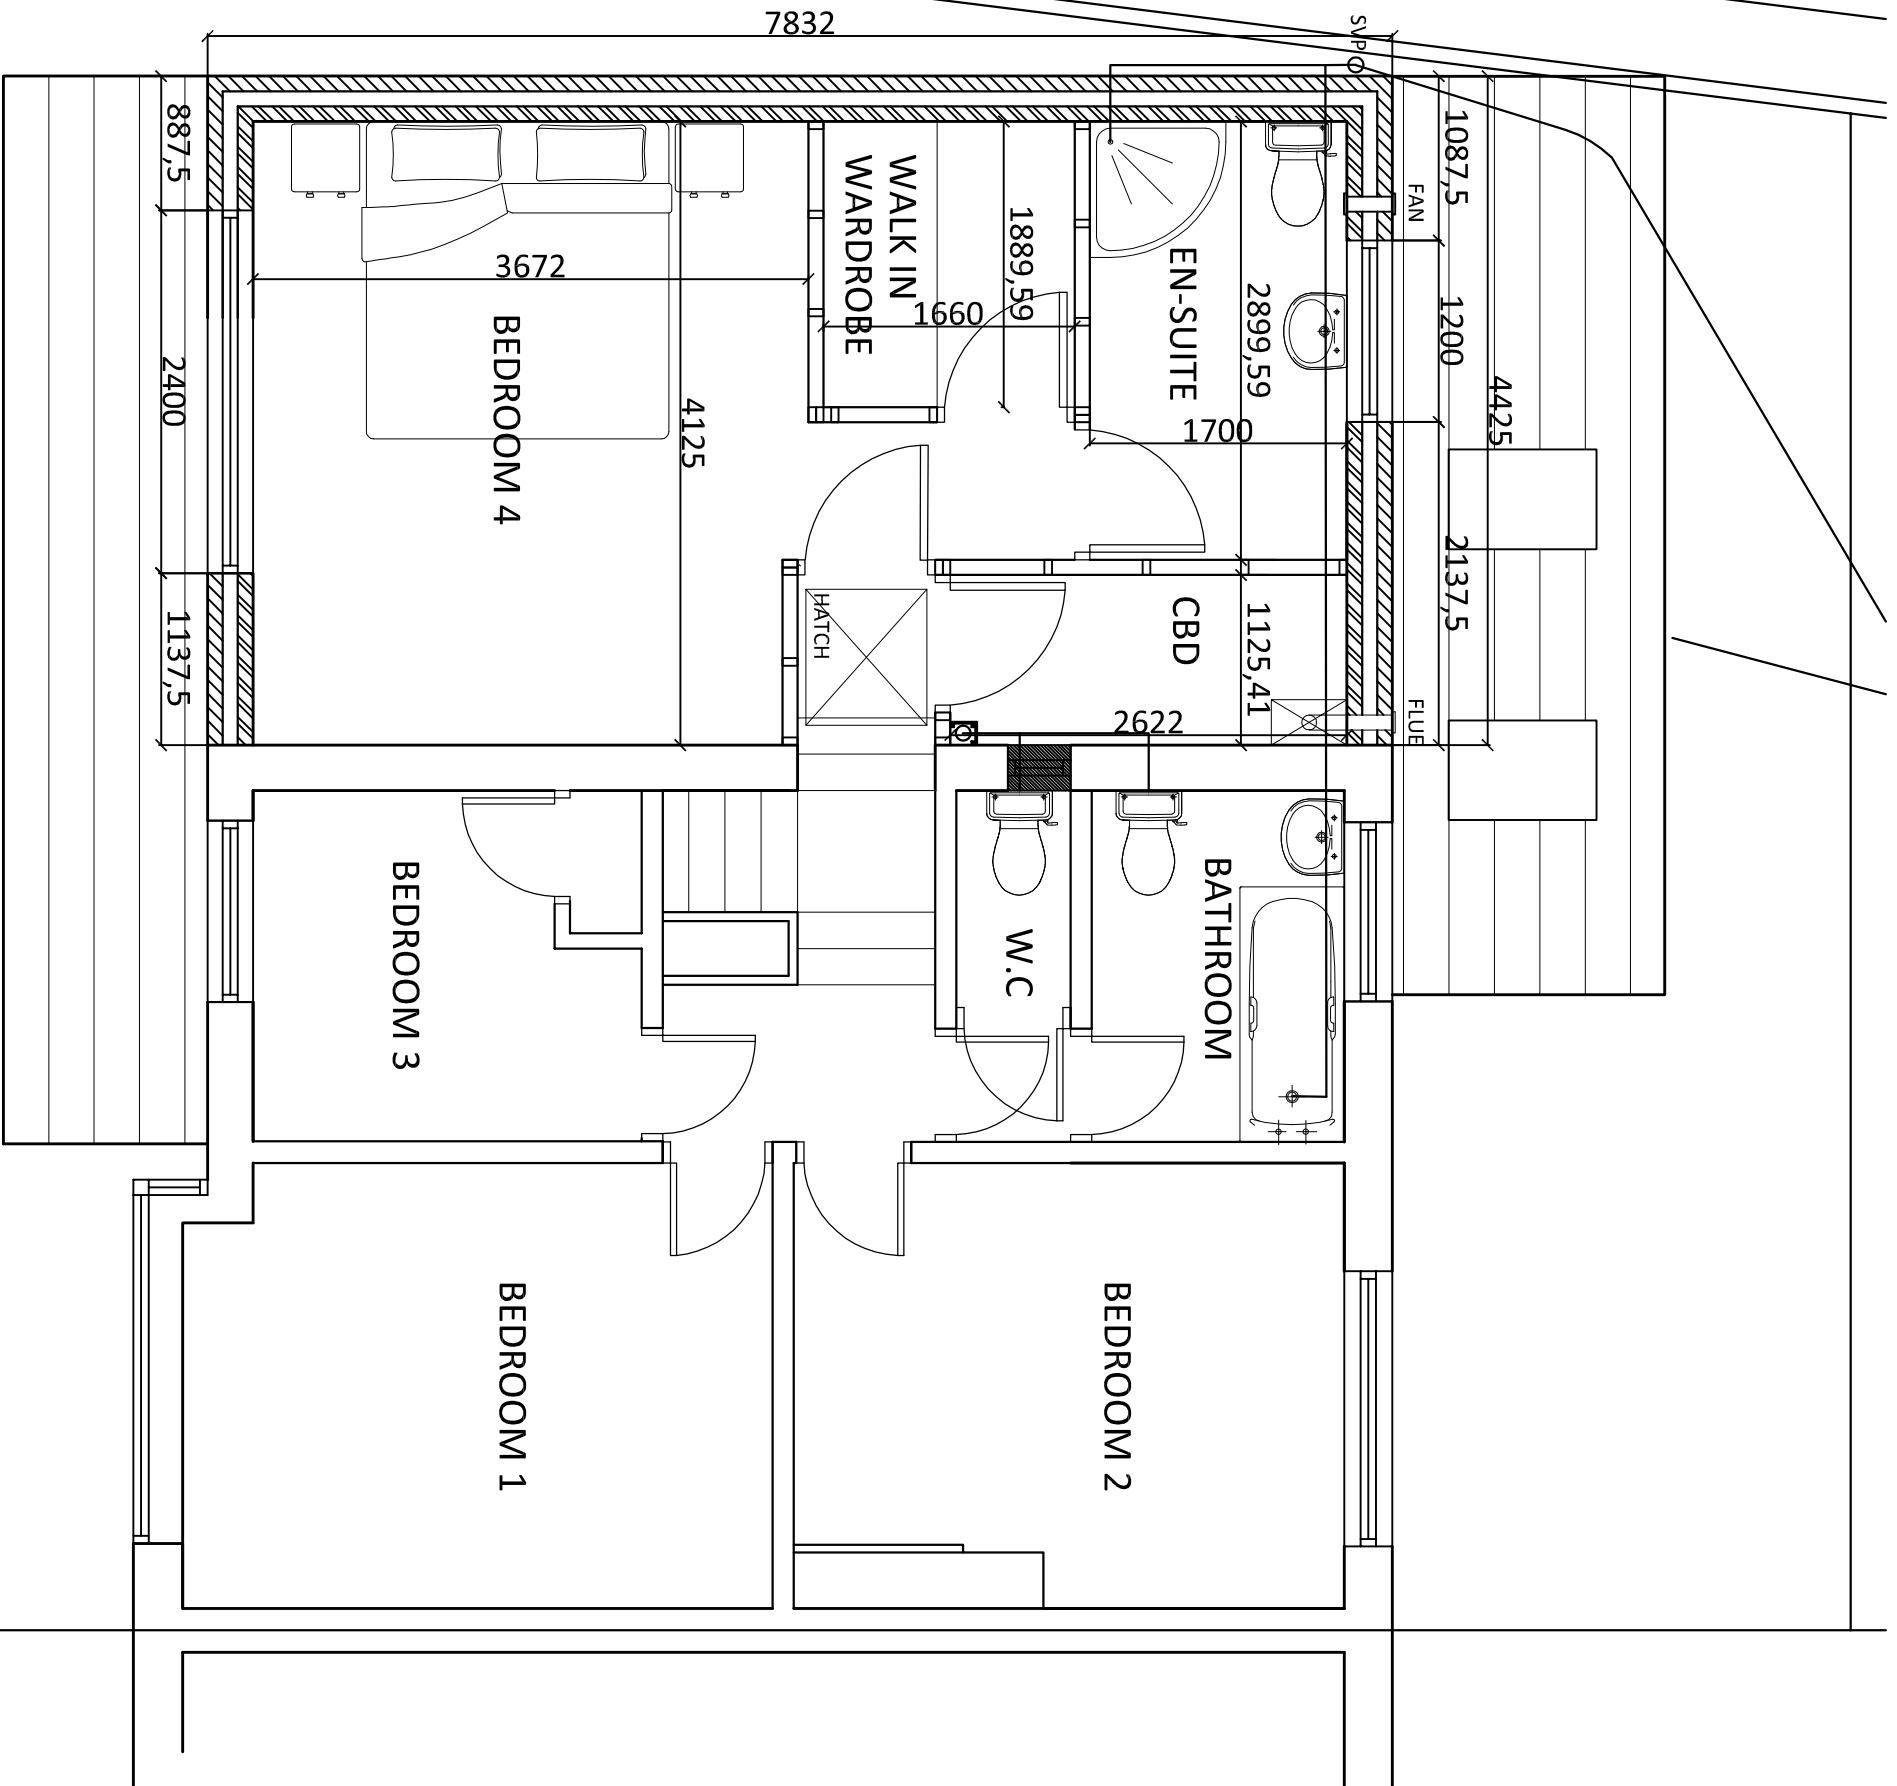 7832
SVP
887,5
1087,5
FAN
WALK IN
WARDROBE
1889,59
EN-SUITE
3672
1660
2899,59
1200
BEDROOM 4
2400
4125
4425
1700
2137,5
HATCH
CBD
1125,41
1137,5
FLUE
2622
BEDROOM 3
W.C
BATHROOM
BEDROOM 1
BEDROOM 2